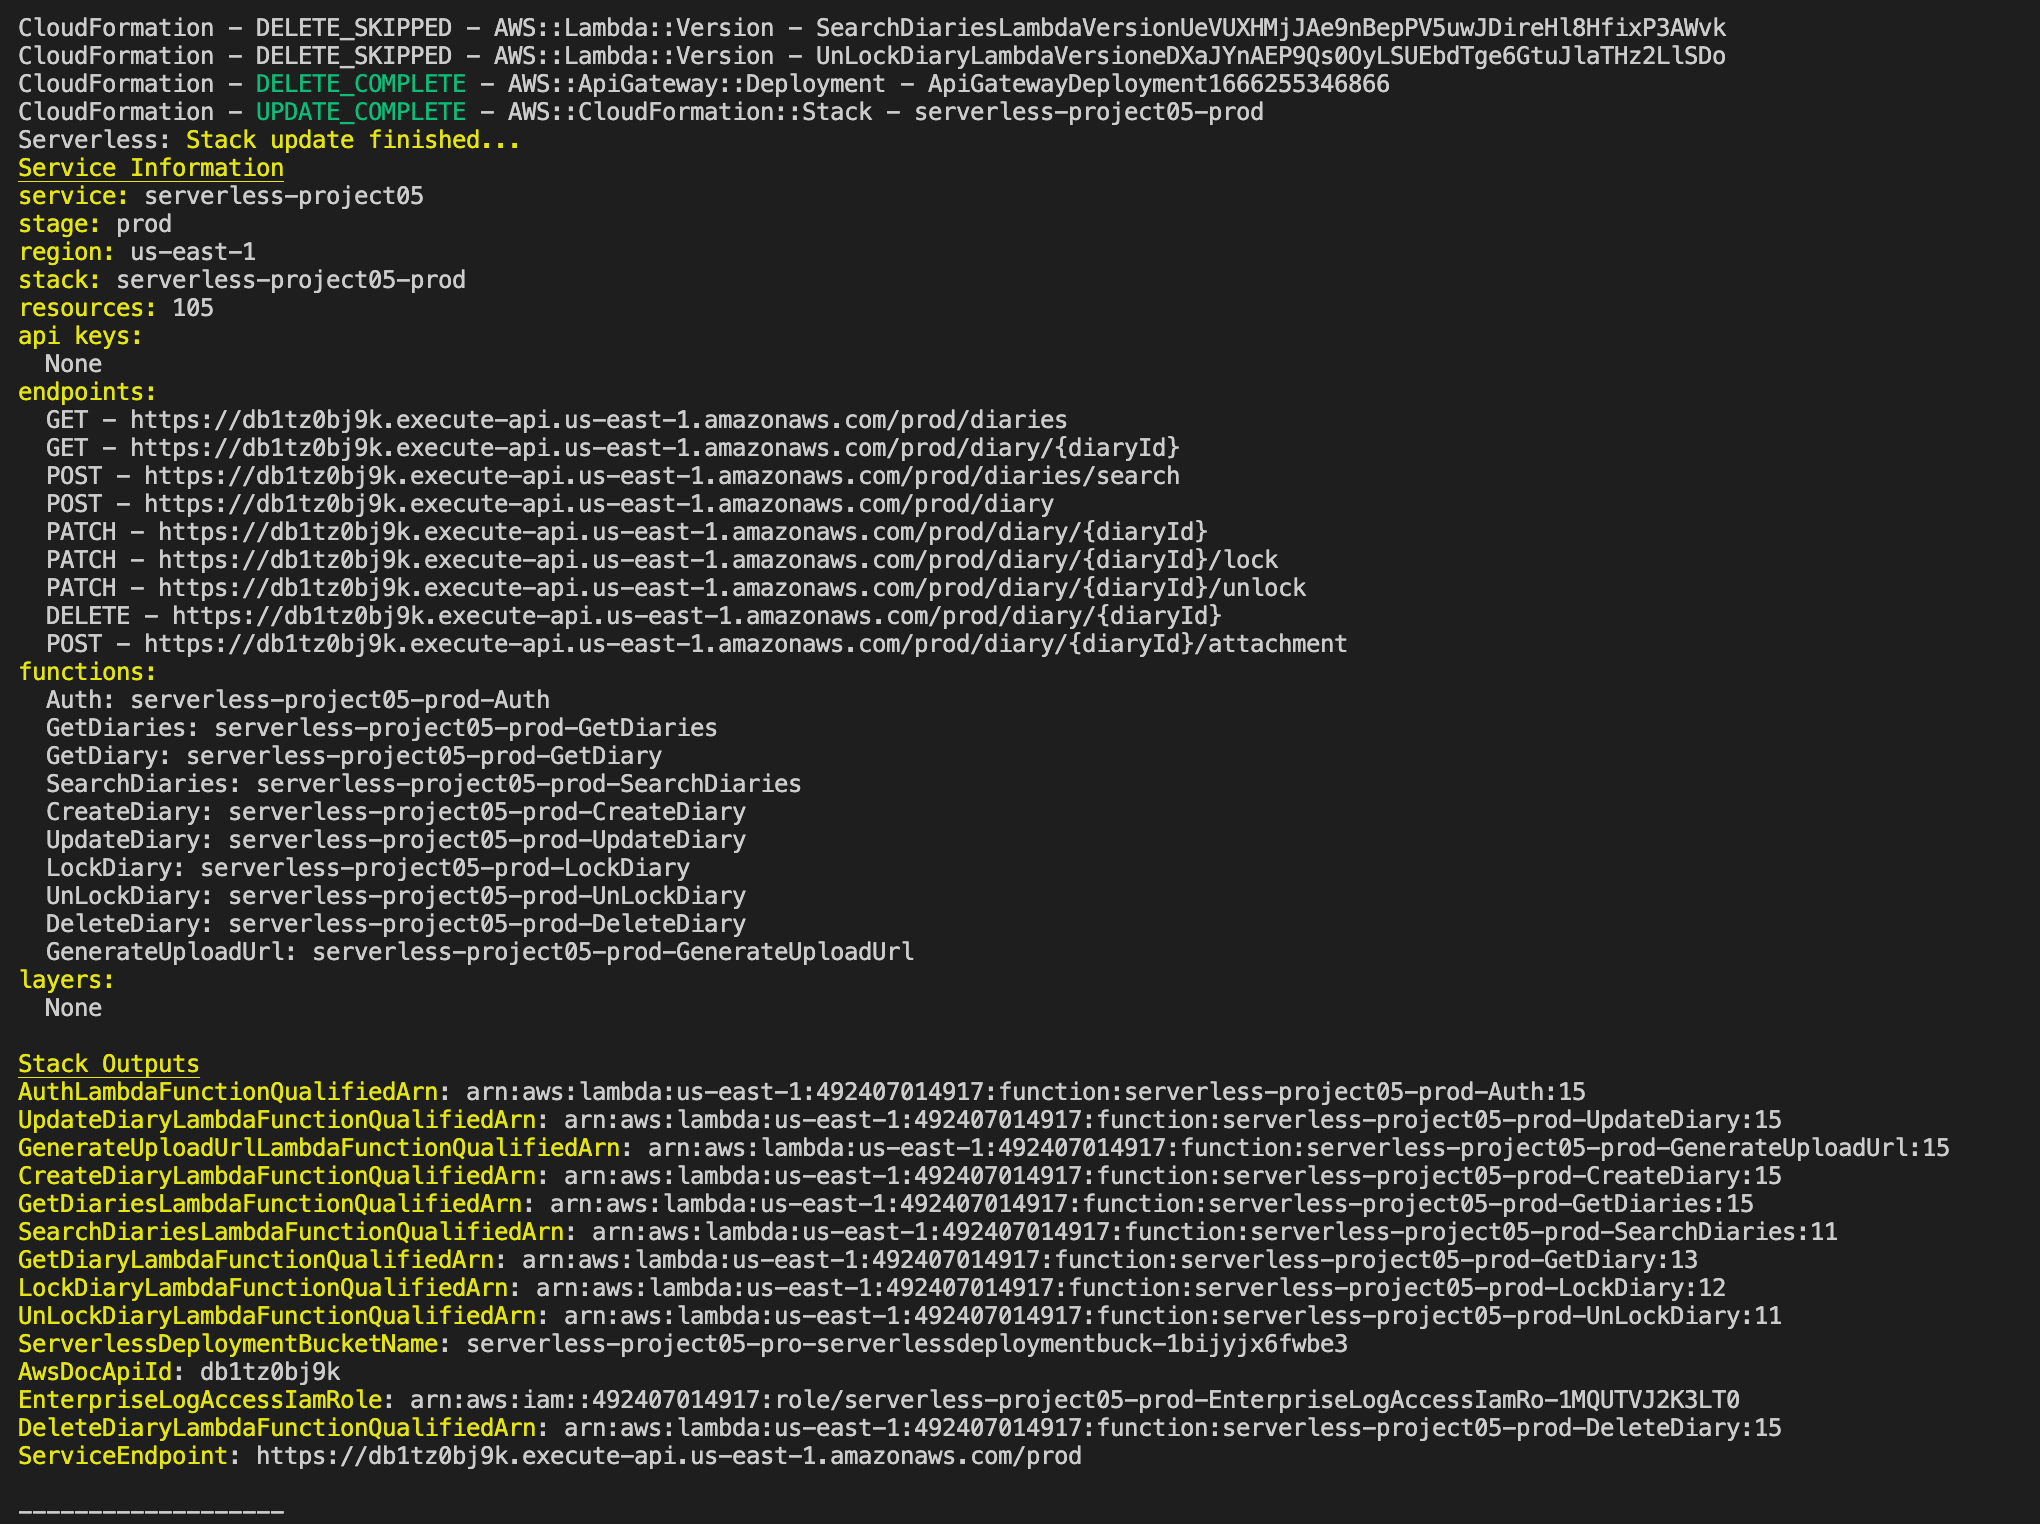 CloudFormation – DELETE_SKIPPED – AWS::Lambda::Version – SearchDiariesLambdaVersionUeVUXHMjJAe9nBepPV5uwJDireHl8HfixP3AWvk
CloudFormation – DELETE_SKIPPED – AWS::Lambda::Version – UnLockDiaryLambdaVersioneDXaJYnAEP9Qs0OyLSUEbdTge6GtuJlaTHz2LlSDo
CloudFormation – DELETE_COMPLETE – AWS::ApiGateway::Deployment – ApiGatewayDeployment1666255346866
CloudFormation – UPDATE_COMPLETE – AWS::CloudFormation::Stack – serverless-project05-prod
Serverless: Stack update finished...
Service Information
service: serverless-project05
stage: prod
region: us-east-1
stack: serverless-project05-prod
resources: 105
api keys:
  None
endpoints:
  GET – https://db1tz0bj9k.execute-api.us-east-1.amazonaws.com/prod/diaries
  GET – https://db1tz0bj9k.execute-api.us-east-1.amazonaws.com/prod/diary/{diaryId}
  POST – https://db1tz0bj9k.execute-api.us-east-1.amazonaws.com/prod/diaries/search
  POST – https://db1tz0bj9k.execute-api.us-east-1.amazonaws.com/prod/diary
  PATCH – https://db1tz0bj9k.execute-api.us-east-1.amazonaws.com/prod/diary/{diaryId}
  PATCH – https://db1tz0bj9k.execute-api.us-east-1.amazonaws.com/prod/diary/{diaryId}/lock
  PATCH – https://db1tz0bj9k.execute-api.us-east-1.amazonaws.com/prod/diary/{diaryId}/unlock
  DELETE – https://db1tz0bj9k.execute-api.us-east-1.amazonaws.com/prod/diary/{diaryId}
  POST – https://db1tz0bj9k.execute-api.us-east-1.amazonaws.com/prod/diary/{diaryId}/attachment
functions:
  Auth: serverless-project05-prod-Auth
  GetDiaries: serverless-project05-prod-GetDiaries
  GetDiary: serverless-project05-prod-GetDiary
  SearchDiaries: serverless-project05-prod-SearchDiaries
  CreateDiary: serverless-project05-prod-CreateDiary
  UpdateDiary: serverless-project05-prod-UpdateDiary
  LockDiary: serverless-project05-prod-LockDiary
  UnLockDiary: serverless-project05-prod-UnLockDiary
  DeleteDiary: serverless-project05-prod-DeleteDiary
  GenerateUploadUrl: serverless-project05-prod-GenerateUploadUrl
layers:
  None

Stack Outputs
AuthLambdaFunctionQualifiedArn: arn:aws:lambda:us-east-1:492407014917:function:serverless-project05-prod-Auth:15
UpdateDiaryLambdaFunctionQualifiedArn: arn:aws:lambda:us-east-1:492407014917:function:serverless-project05-prod-UpdateDiary:15
GenerateUploadUrlLambdaFunctionQualifiedArn: arn:aws:lambda:us-east-1:492407014917:function:serverless-project05-prod-GenerateUploadUrl:15
CreateDiaryLambdaFunctionQualifiedArn: arn:aws:lambda:us-east-1:492407014917:function:serverless-project05-prod-CreateDiary:15
GetDiariesLambdaFunctionQualifiedArn: arn:aws:lambda:us-east-1:492407014917:function:serverless-project05-prod-GetDiaries:15
SearchDiariesLambdaFunctionQualifiedArn: arn:aws:lambda:us-east-1:492407014917:function:serverless-project05-prod-SearchDiaries:11
GetDiaryLambdaFunctionQualifiedArn: arn:aws:lambda:us-east-1:492407014917:function:serverless-project05-prod-GetDiary:13
LockDiaryLambdaFunctionQualifiedArn: arn:aws:lambda:us-east-1:492407014917:function:serverless-project05-prod-LockDiary:12
UnLockDiaryLambdaFunctionQualifiedArn: arn:aws:lambda:us-east-1:492407014917:function:serverless-project05-prod-UnLockDiary:11
ServerlessDeploymentBucketName: serverless-project05-pro-serverlessdeploymentbuck-1bijyjx6fwbe3
AwsDocApiId: db1tz0bj9k
EnterpriseLogAccessIamRole: arn:aws:iam::492407014917:role/serverless-project05-prod-EnterpriseLogAccessIamRo-1MQUTVJ2K3LT0
DeleteDiaryLambdaFunctionQualifiedArn: arn:aws:lambda:us-east-1:492407014917:function:serverless-project05-prod-DeleteDiary:15
ServiceEndpoint: https://db1tz0bj9k.execute-api.us-east-1.amazonaws.com/prod

-------------------